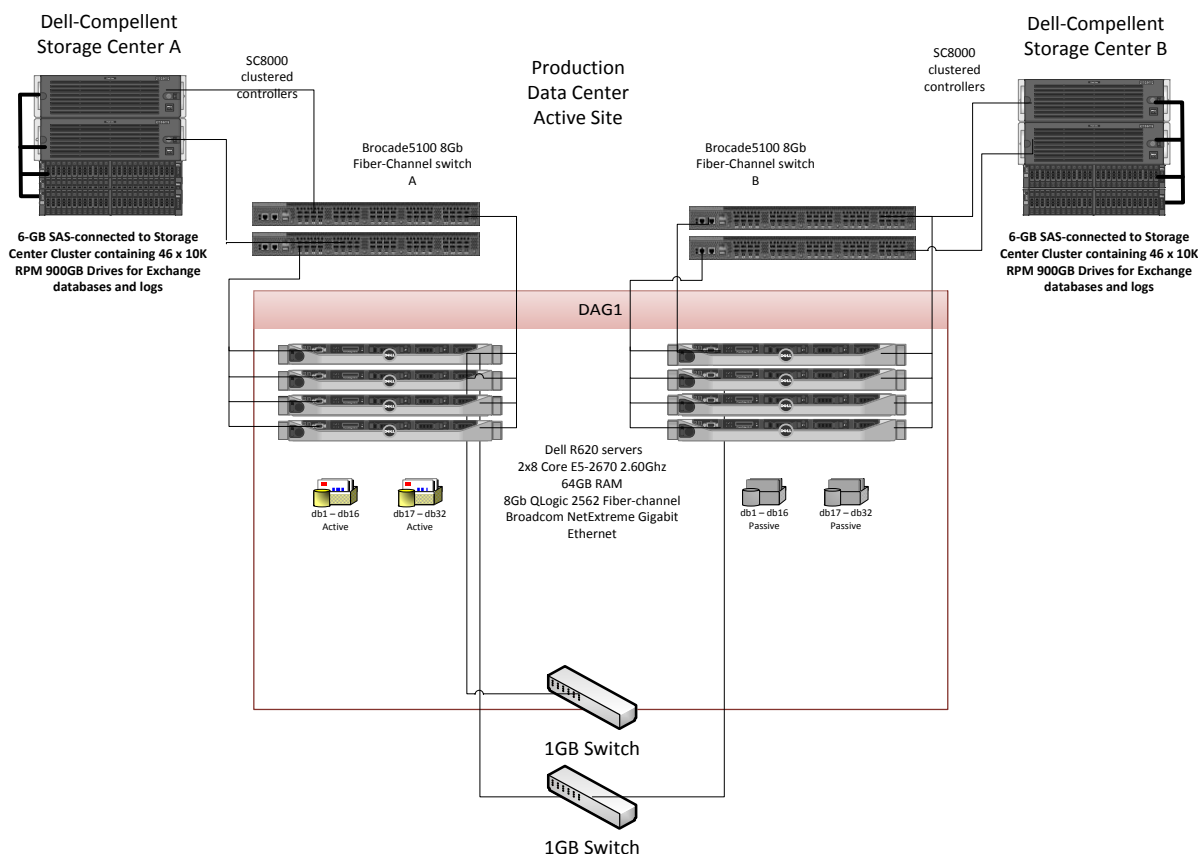 Dell-Compellent
Storage Center A
SC8000
clustered
controllers
Production
Data Center
Active Site
SC8000
clustered
controllers
Dell-Compellent
Storage Center B
Brocade5100 8Gb
Fiber-Channel switch
A
Brocade5100 8Gb
Fiber-Channel switch
B
6-GB SAS-connected to Storage
Center Cluster containing 46 x 10K
RPM 900GB Drives for Exchange
databases and logs
6-GB SAS-connected to Storage
Center Cluster containing 46 x 10K
RPM 900GB Drives for Exchange
databases and logs
DAG1
Dell R620 servers
2x8 Core E5-2670 2.60Ghz
64GB RAM
8Gb QLogic 2562 Fiber-channel
Broadcom NetExtreme Gigabit
Ethernet
db1 – db16
Active
db17 – db32
Active
db1 – db16
Passive
db17 – db32
Passive
1GB Switch
1GB Switch